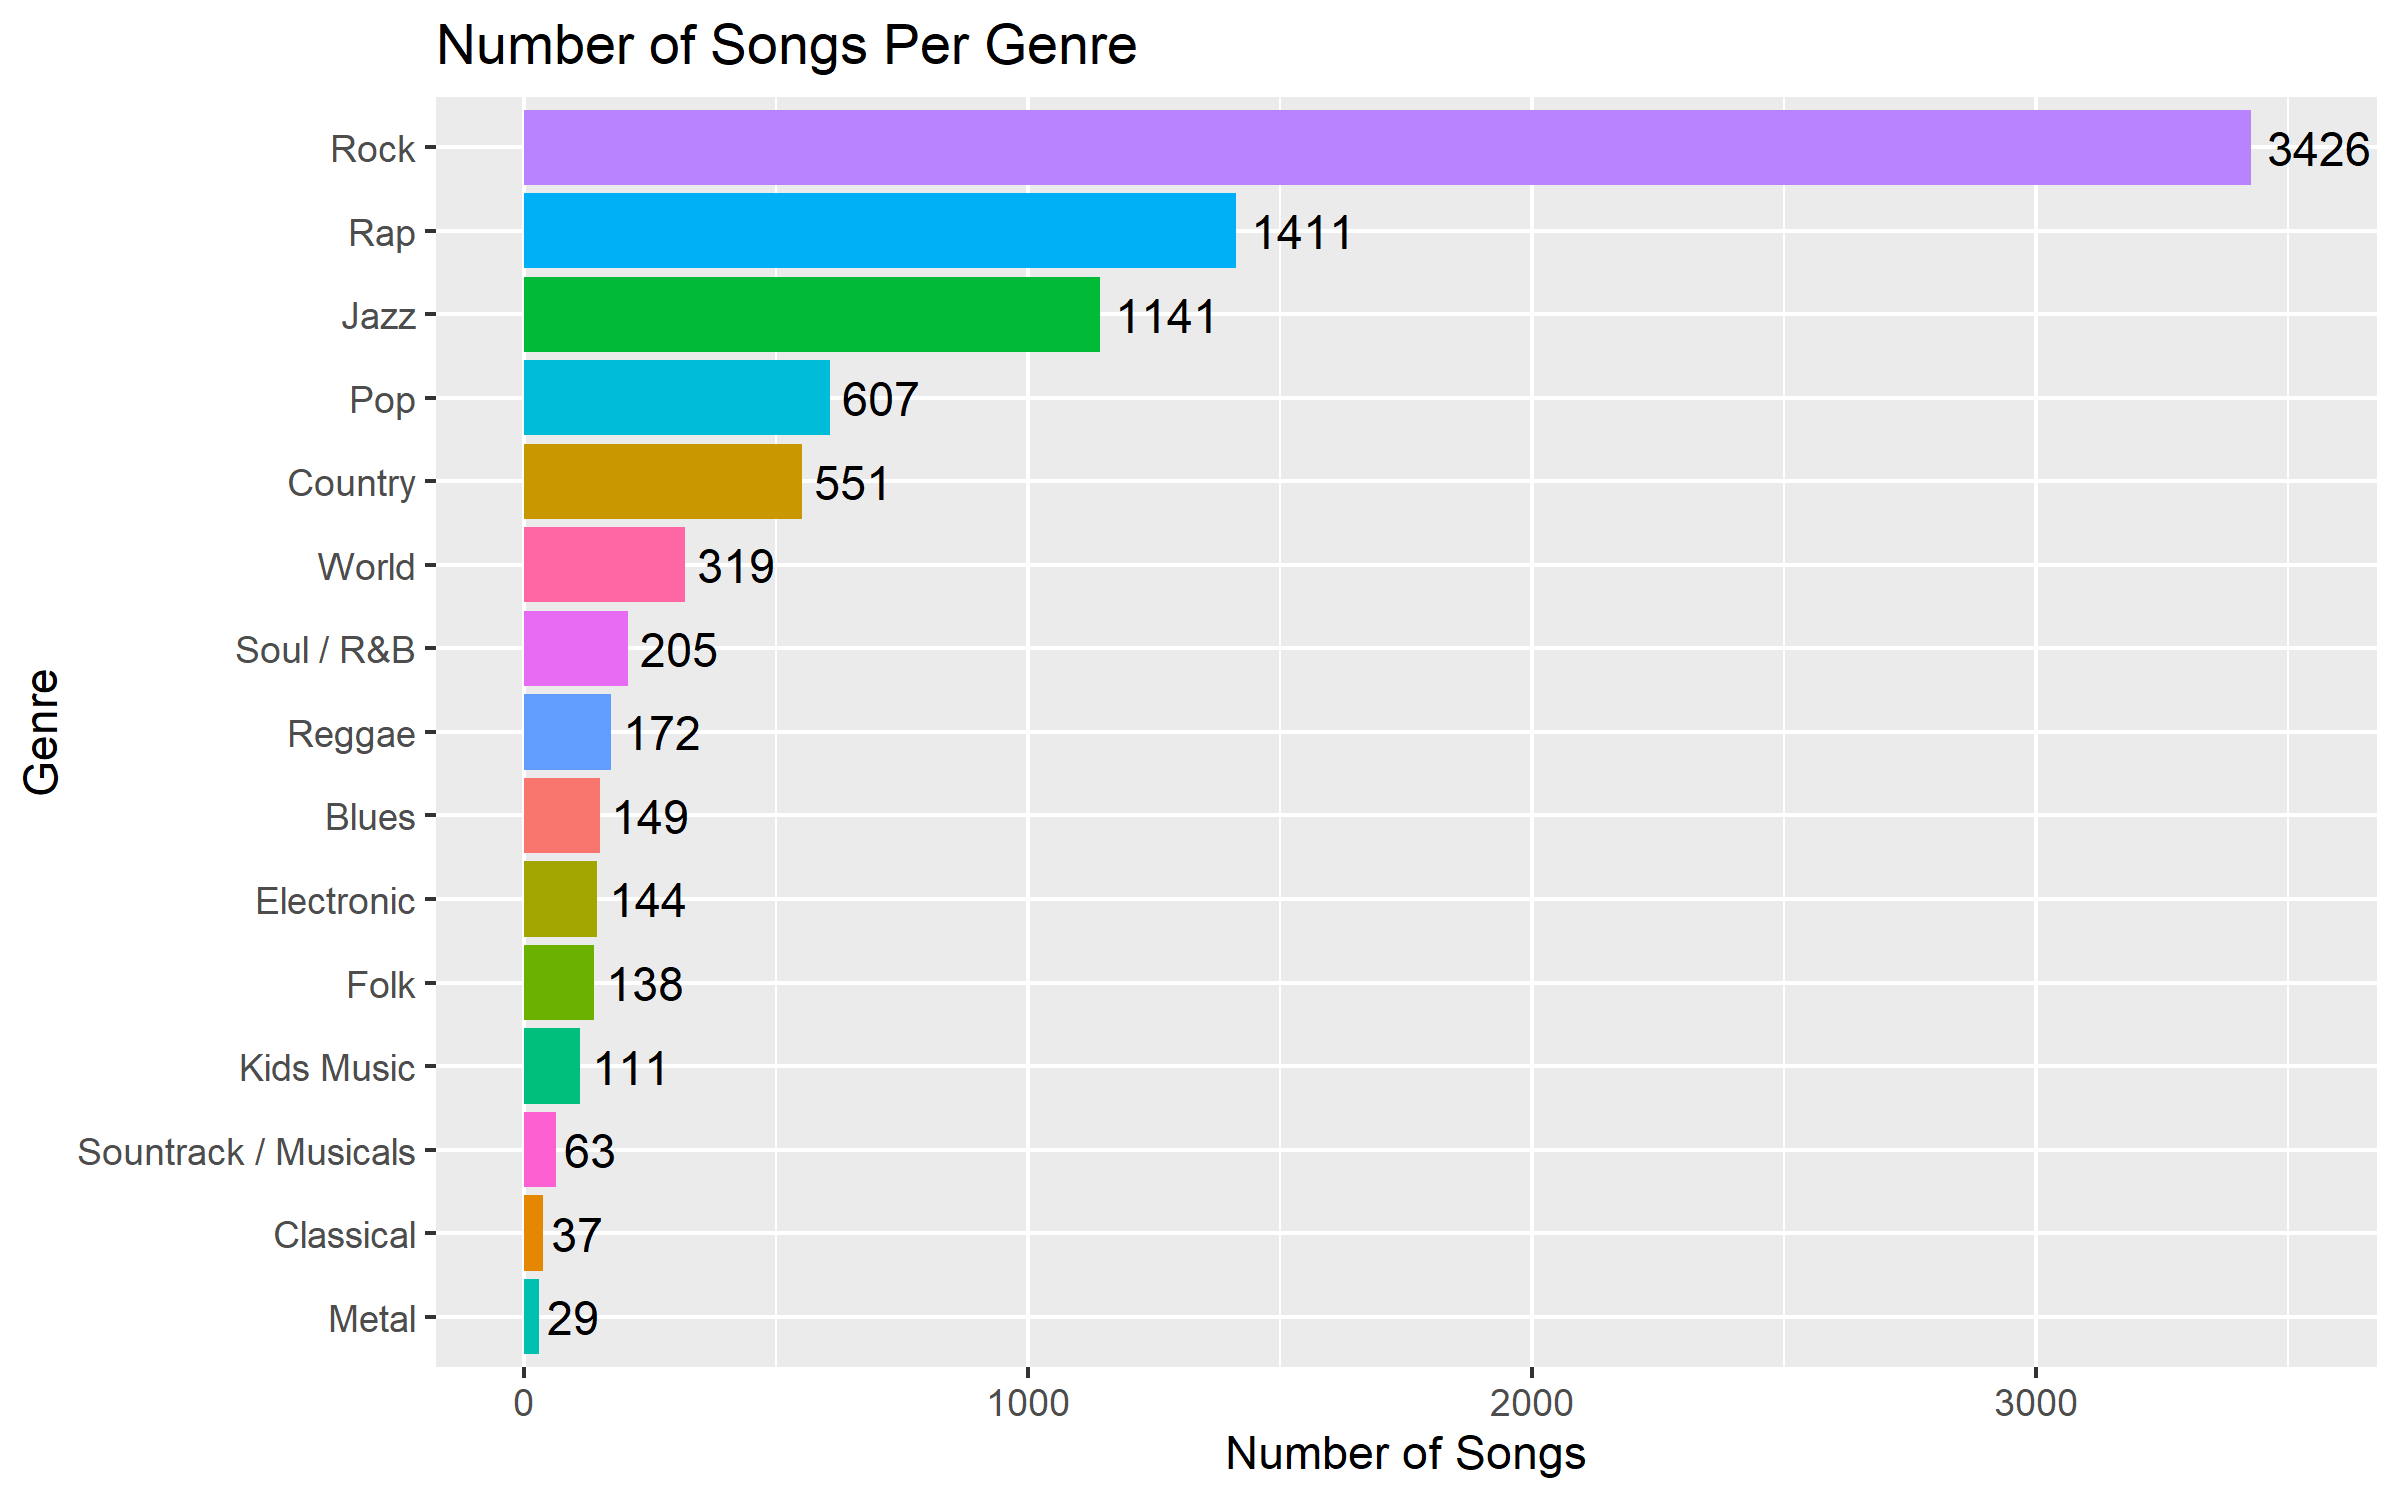 Number of Songs Per Genre
Rock 3426
Rap 1411
Jazz 1141
Pop 607
Country 551
World 319
Soul / R&B 205
Reggae 172
Blues 149
Electronic 144
Folk 138
Kids Music 111
Sountrack / Musicals 63
Classical 37
Metal 29
Genre
0 1000 2000 3000
Number of Songs